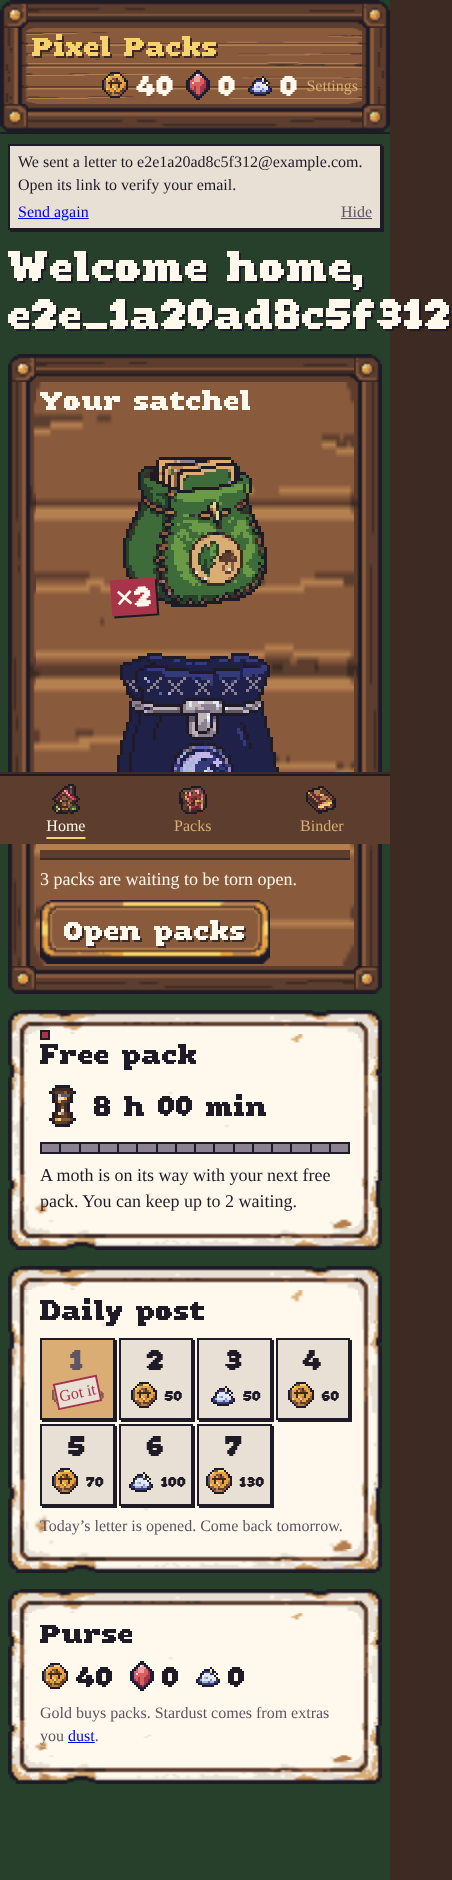 Pixel Packs
40 0 0 Settings
We sent a letter to e2e1a20ad8c5f312@example.com.
Open its link to verify your email.
Send again Hide
Welcome home,
e2e_1a20ad8c5f312
Your satchel
×2
Home Packs Binder
3 packs are waiting to be torn open.
Open packs
Free pack
8 h 00 min
A moth is on its way with your next free
pack. You can keep up to 2 waiting.
Daily post
1 2 3 4
Got it 50 50 60
5 6 7
70 100 130
Today's letter is opened. Come back tomorrow.
Purse
40 0 0
Gold buys packs. Stardust comes from extras
you dust.